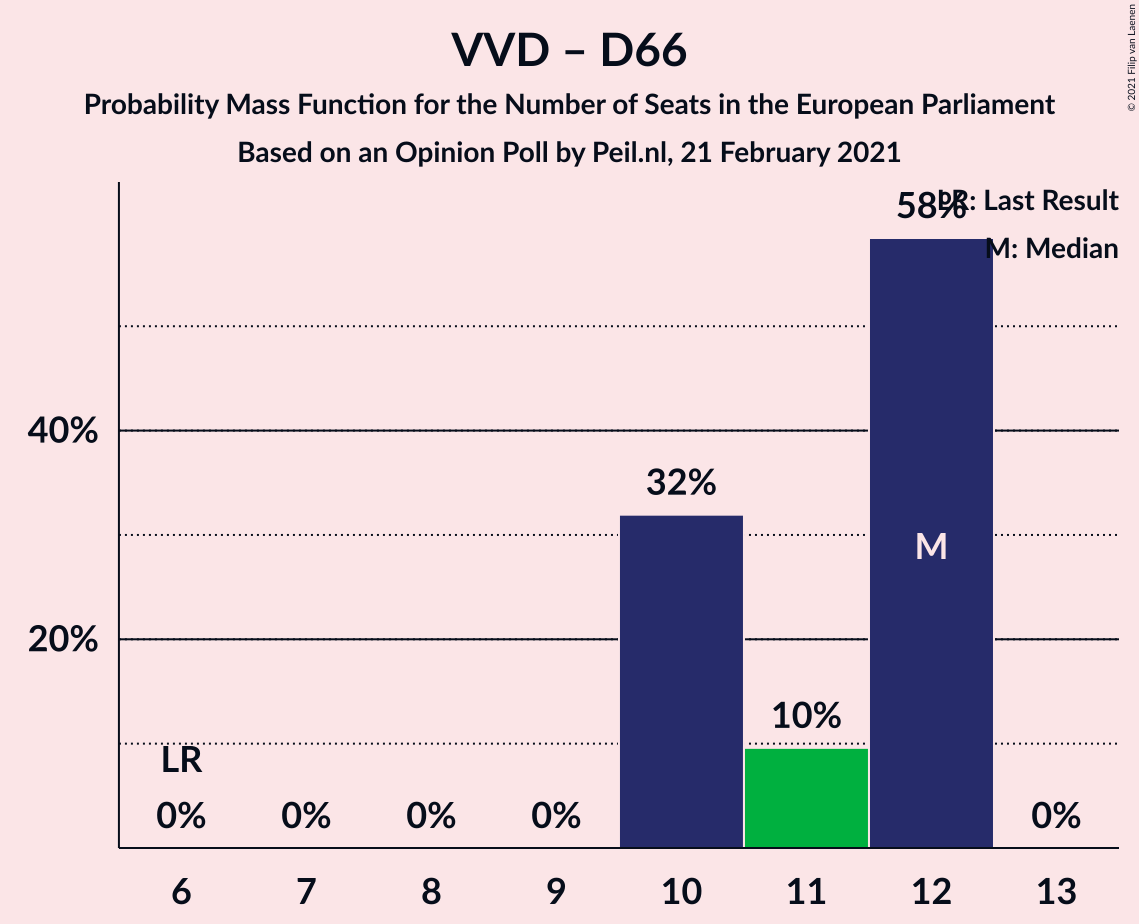 VVD – D66
Probability Mass Function for the Number of Seats in the European Parliament
Based on an Opinion Poll by Peil.nl, 21 February 2021
© 2021 Filip van Laenen
LR: Last Result
M: Median
58%
40%
32%
M
20%
10%
LR
0% 0% 0% 0% 0%
6 7 8 9 10 11 12 13